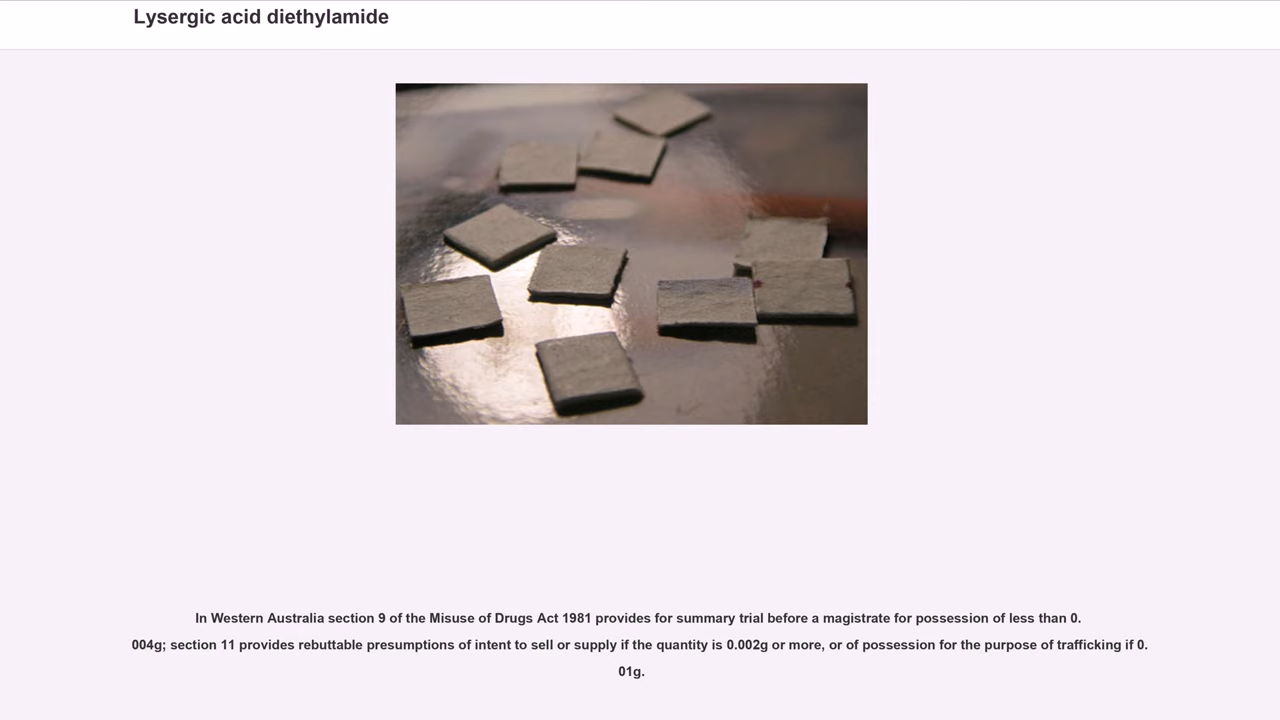 Lysergic acid diethylamide
In Western Australia section 9 of the Misuse of Drugs Act 1981 provides for summary trial before a magistrate for possession of less than 0.
004g; section 11 provides rebuttable presumptions of intent to sell or supply if the quantity is 0.002g or more, or of possession for the purpose of trafficking if 0.
01g.